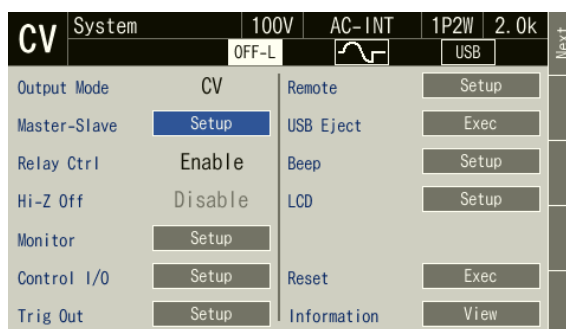 CV System 100V AC-INT 1P2W 2.0k
OFF-L USB
Next
Output Mode CV
Master-Slave Setup
Relay Ctrl Enable
Hi-Z Off Disable
Monitor Setup
Control I/O Setup
Trig Out Setup
Remote Setup
USB Eject Exec
Beep Setup
LCD Setup
Reset Exec
Information View